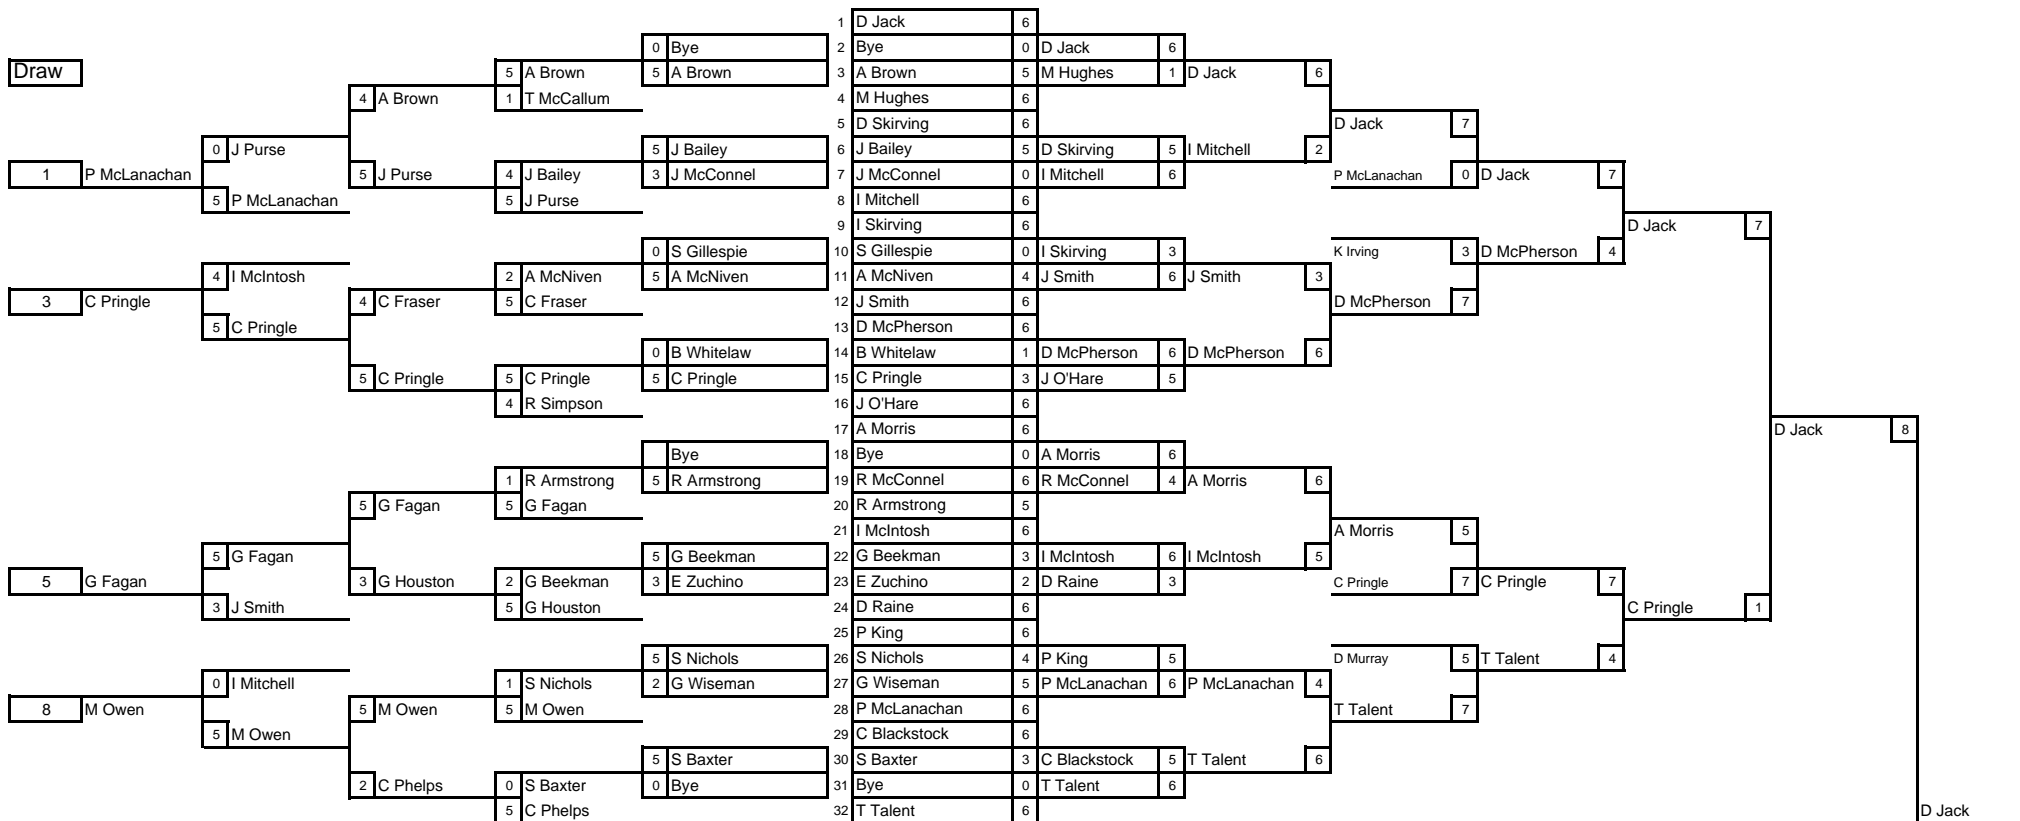 1 D Jack 6
0 Bye 2 Bye 0 D Jack 6
Draw 5 A Brown 5 A Brown 3 A Brown 5 M Hughes 1 D Jack 6
4 A Brown 1 T McCallum 4 M Hughes 6
5 D Skirving 6 D Jack 7
0 J Purse 5 J Bailey 6 J Bailey 5 D Skirving 5 I Mitchell 2
1 P McLanachan 5 J Purse 4 J Bailey 3 J McConnel 7 J McConnel 0 I Mitchell 6 P McLanachan 0 D Jack 7
5 P McLanachan 5 J Purse 8 I Mitchell 6
9 I Skirving 6 D Jack 7
0 S Gillespie 10 S Gillespie 0 I Skirving 3 K Irving 3 D McPherson 4
4 I McIntosh 2 A McNiven 5 A McNiven 11 A McNiven 4 J Smith 6 J Smith 3
3 C Pringle 4 C Fraser 5 C Fraser 12 J Smith 6 D McPherson 7
5 C Pringle 13 D McPherson 6
0 B Whitelaw 14 B Whitelaw 1 D McPherson 6 D McPherson 6
5 C Pringle 5 C Pringle 5 C Pringle 15 C Pringle 3 J O'Hare 5
4 R Simpson 16 J O'Hare 6
17 A Morris 6 D Jack 8
Bye 18 Bye 0 A Morris 6
1 R Armstrong 5 R Armstrong 19 R McConnel 6 R McConnel 4 A Morris 6
5 G Fagan 5 G Fagan 20 R Armstrong 5
21 I McIntosh 6 A Morris 5
5 G Fagan 5 G Beekman 22 G Beekman 3 I McIntosh 6 I McIntosh 5
5 G Fagan 3 G Houston 2 G Beekman 3 E Zuchino 23 E Zuchino 2 D Raine 3 C Pringle 7 C Pringle 7
3 J Smith 5 G Houston 24 D Raine 6 C Pringle 1
25 P King 6
5 S Nichols 26 S Nichols 4 P King 5 D Murray 5 T Talent 4
0 I Mitchell 1 S Nichols 2 G Wiseman 27 G Wiseman 5 P McLanachan 6 P McLanachan 4
8 M Owen 5 M Owen 5 M Owen 28 P McLanachan 6 T Talent 7
5 M Owen 29 C Blackstock 6
5 S Baxter 30 S Baxter 3 C Blackstock 5 T Talent 6
2 C Phelps 0 S Baxter 0 Bye 31 Bye 0 T Talent 6
5 C Phelps 32 T Talent 6 D Jack